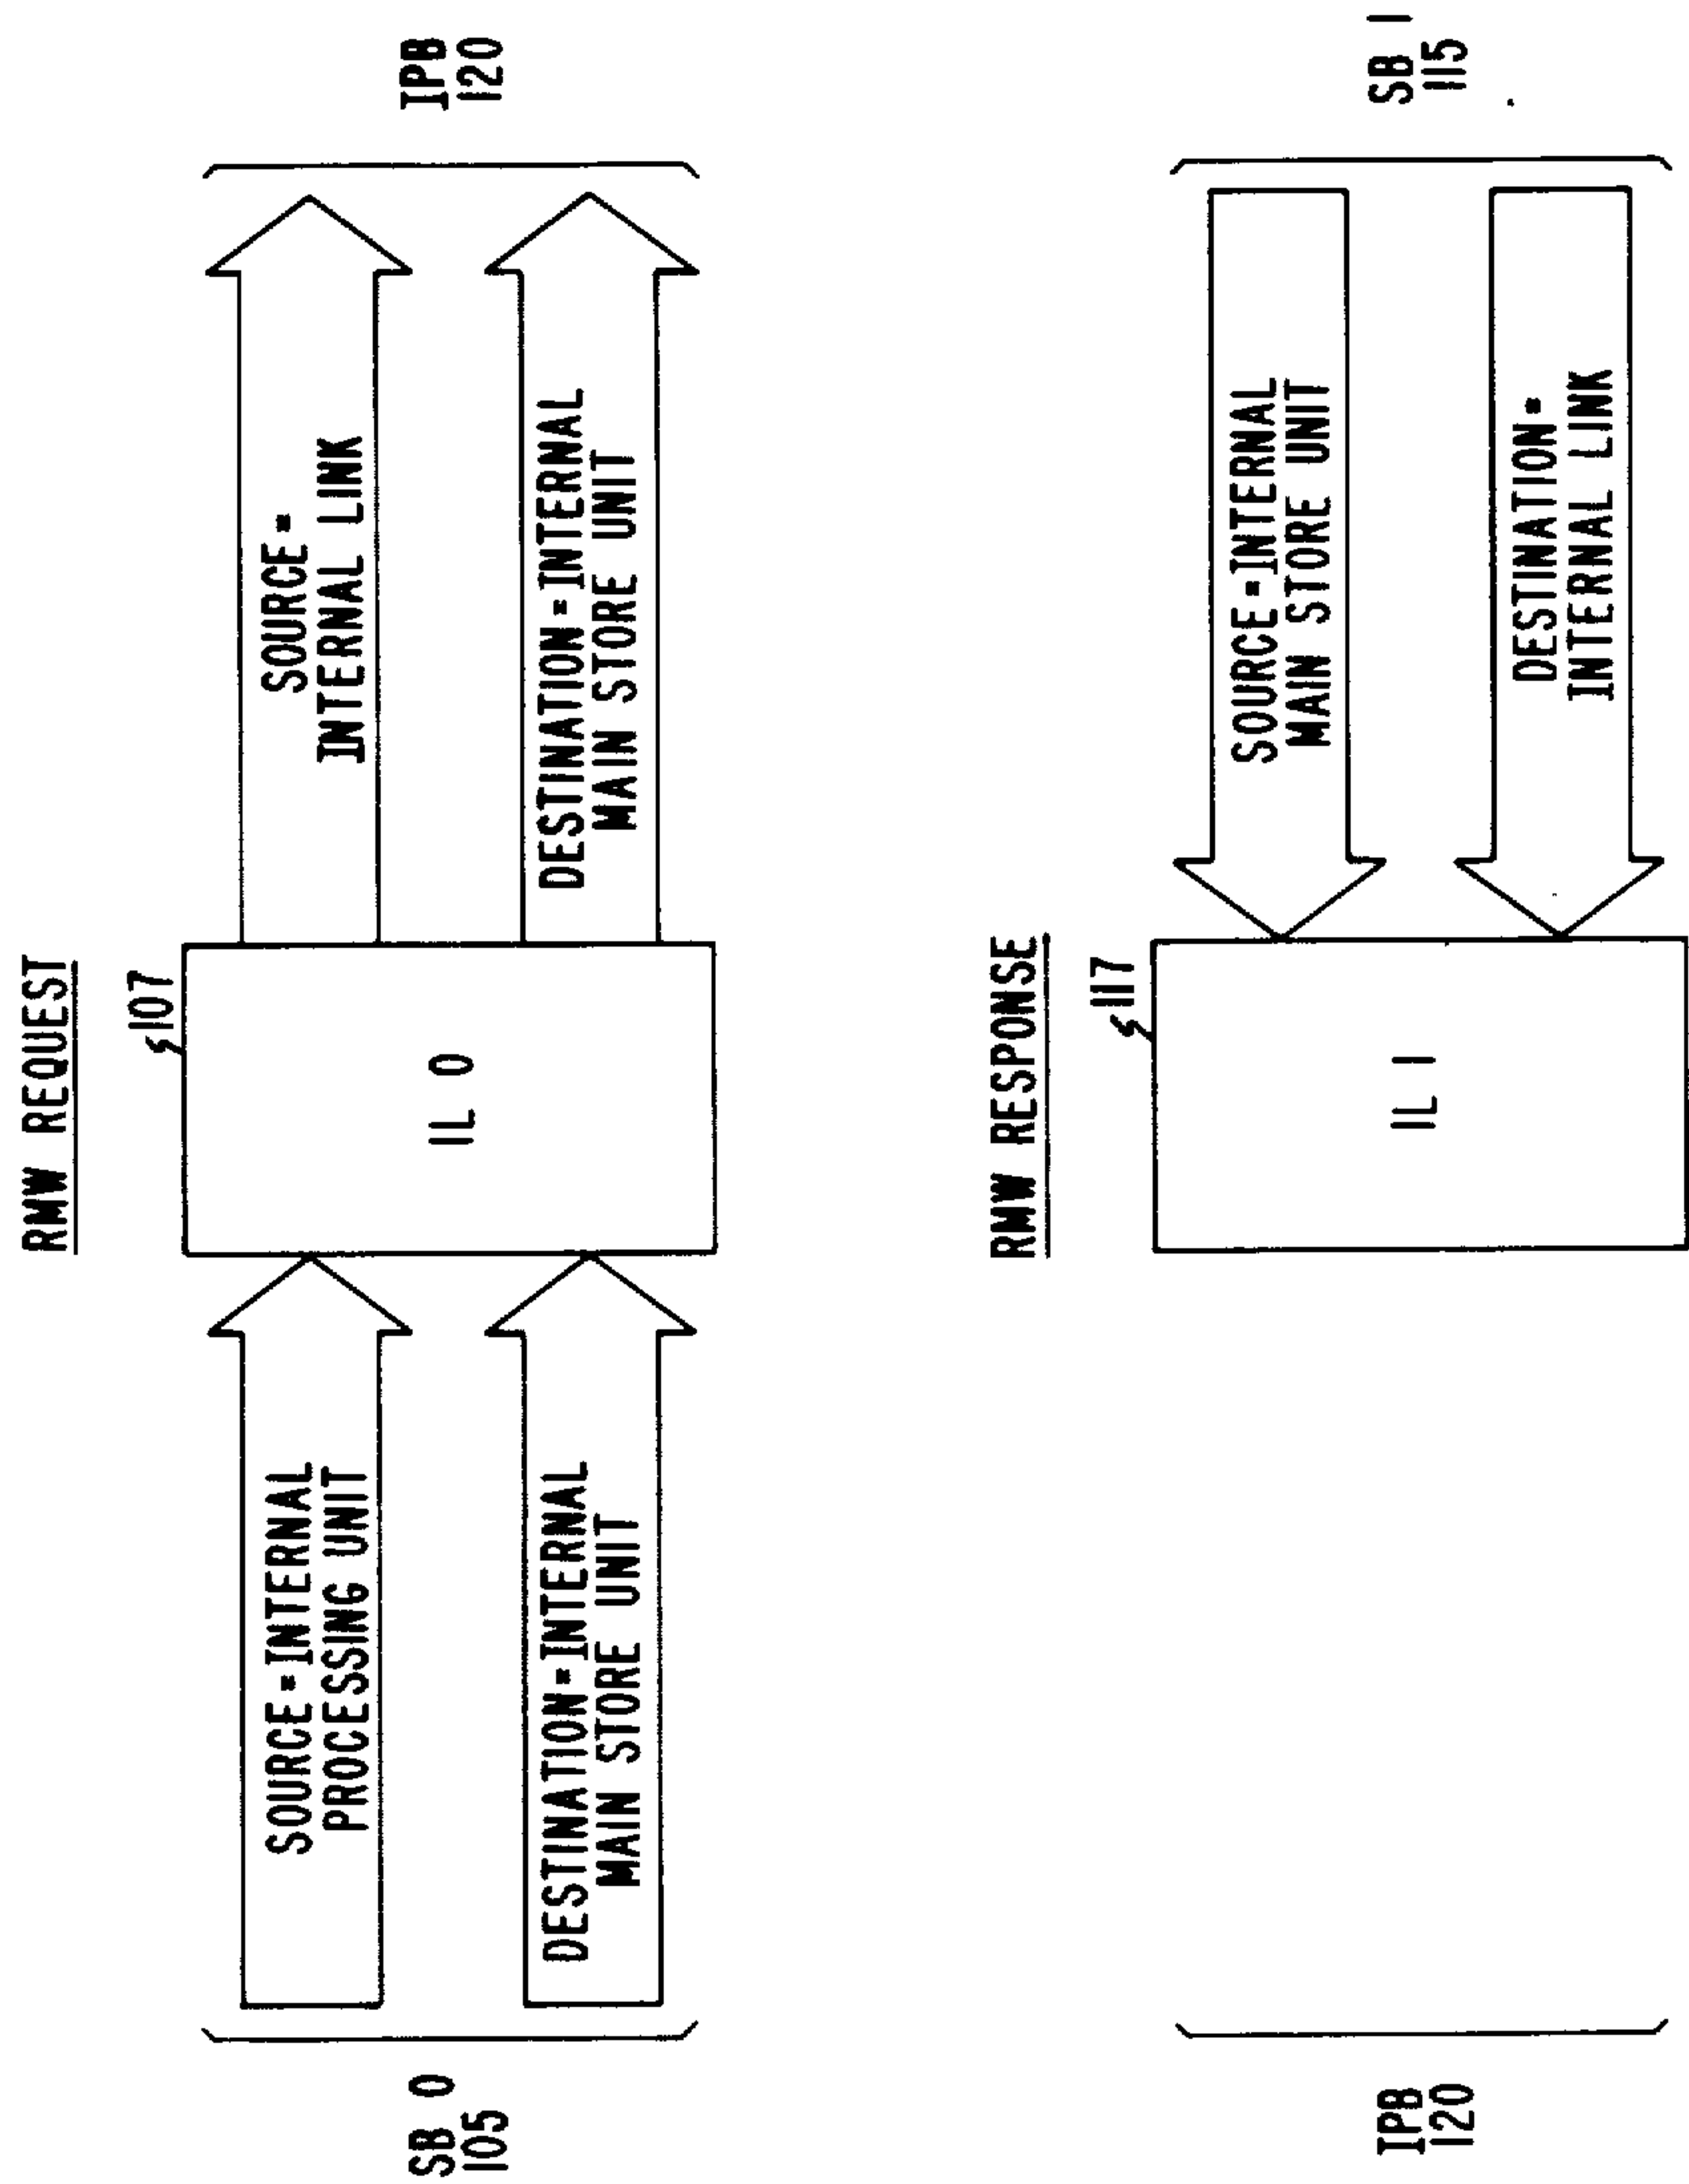 RMW REQUEST
107
SB 0
105
SOURCE=INTERNAL
PROCESSING UNIT
DESTINATION=INTERNAL
MAIN STORE UNIT
IL 0
SOURCE=
INTERNAL LINK
DESTINATION=INTERNAL
MAIN STORE UNIT
IPB
120
RMW RESPONSE
117
IPB
120
IL 1
SOURCE=INTERNAL
MAIN STORE UNIT
DESTINATION=
INTERNAL LINK
SB 1
115